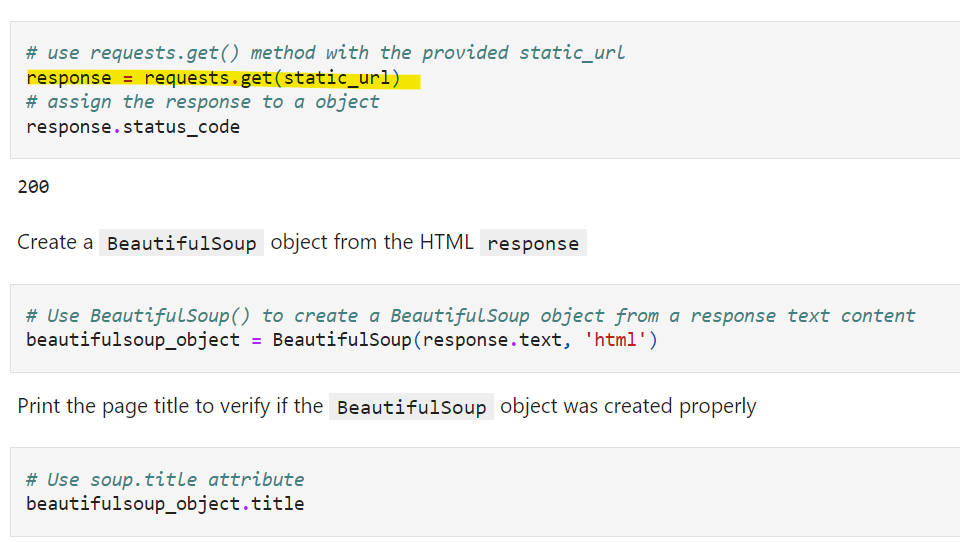 # use requests.get() method with the provided static_url
response = requests.get(static_url)
# assign the response to a object
response.status_code
200
Create a BeautifulSoup object from the HTML response
# Use BeautifulSoup() to create a BeautifulSoup object from a response text content
beautifulsoup_object = BeautifulSoup(response.text, 'html')
Print the page title to verify if the BeautifulSoup object was created properly
# Use soup.title attribute
beautifulsoup_object.title